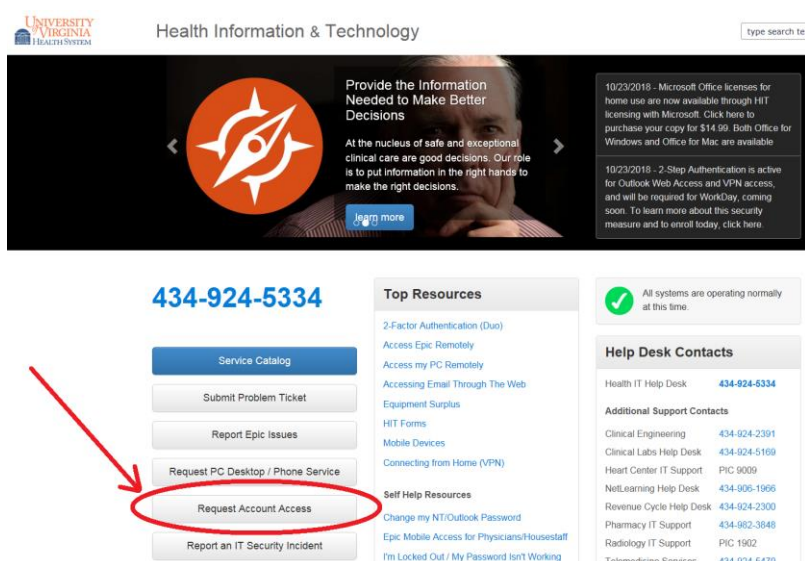 UNIVERSITY
VIRGINIA
HEALTH SYSTEM
Health Information & Technology
type search te
Provide the Information
Needed to Make Better
Decisions
At the nucleus of safe and exceptional
clinical care are good decisions. Our role
is to put information in the right hands to
make the right decisions.
learn more
10/23/2018 - Microsoft Office licenses for
home use are now available through HIT
licensing with Microsoft. Click here to
purchase your copy for $14.99. Both Office for
Windows and Office for Mac are available
10/23/2018 - 2-Step Authentication is active
for Outlook Web Access and VPN access,
and will be required for WorkDay, coming
soon. To learn more about this security
measure and to enroll today, click here.
434-924-5334
Service Catalog
Submit Problem Ticket
Report Epic Issues
Request PC Desktop / Phone Service
Request Account Access
Report an IT Security Incident
Top Resources
2-Factor Authentication (Duo)
Access Epic Remotely
Access my PC Remotely
Accessing Email Through The Web
Equipment Surplus
HIT Forms
Mobile Devices
Connecting from Home (VPN)
Self Help Resources
Change my NT/Outlook Password
Epic Mobile Access for Physicians/Housestaff
I'm Locked Out / My Password Isn't Working
All systems are operating normally
at this time.
Help Desk Contacts
Health IT Help Desk 434-924-5334
Additional Support Contacts
Clinical Engineering 434-924-2391
Clinical Labs Help Desk 434-924-5169
Heart Center IT Support PIC 9009
NetLearning Help Desk 434-906-1966
Revenue Cycle Help Desk 434-924-2300
Pharmacy IT Support 434-982-3848
Radiology IT Support PIC 1902
Telemedicine Services 434-924-5470